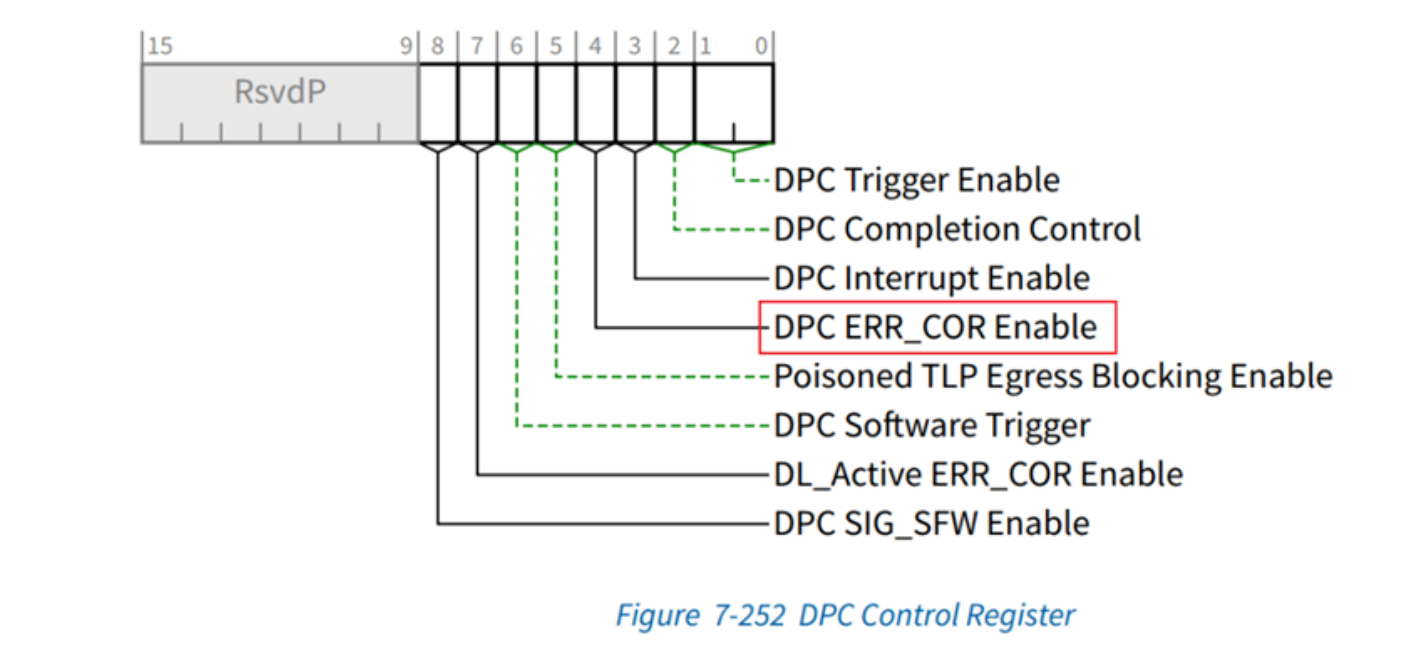 15 9 8 7 6 5 4 3 2 1 0
RsvdP
DPC Trigger Enable
DPC Completion Control
DPC Interrupt Enable
DPC ERR_COR Enable
Poisoned TLP Egress Blocking Enable
DPC Software Trigger
DL_Active ERR_COR Enable
DPC SIG_SFW Enable
Figure 7-252 DPC Control Register